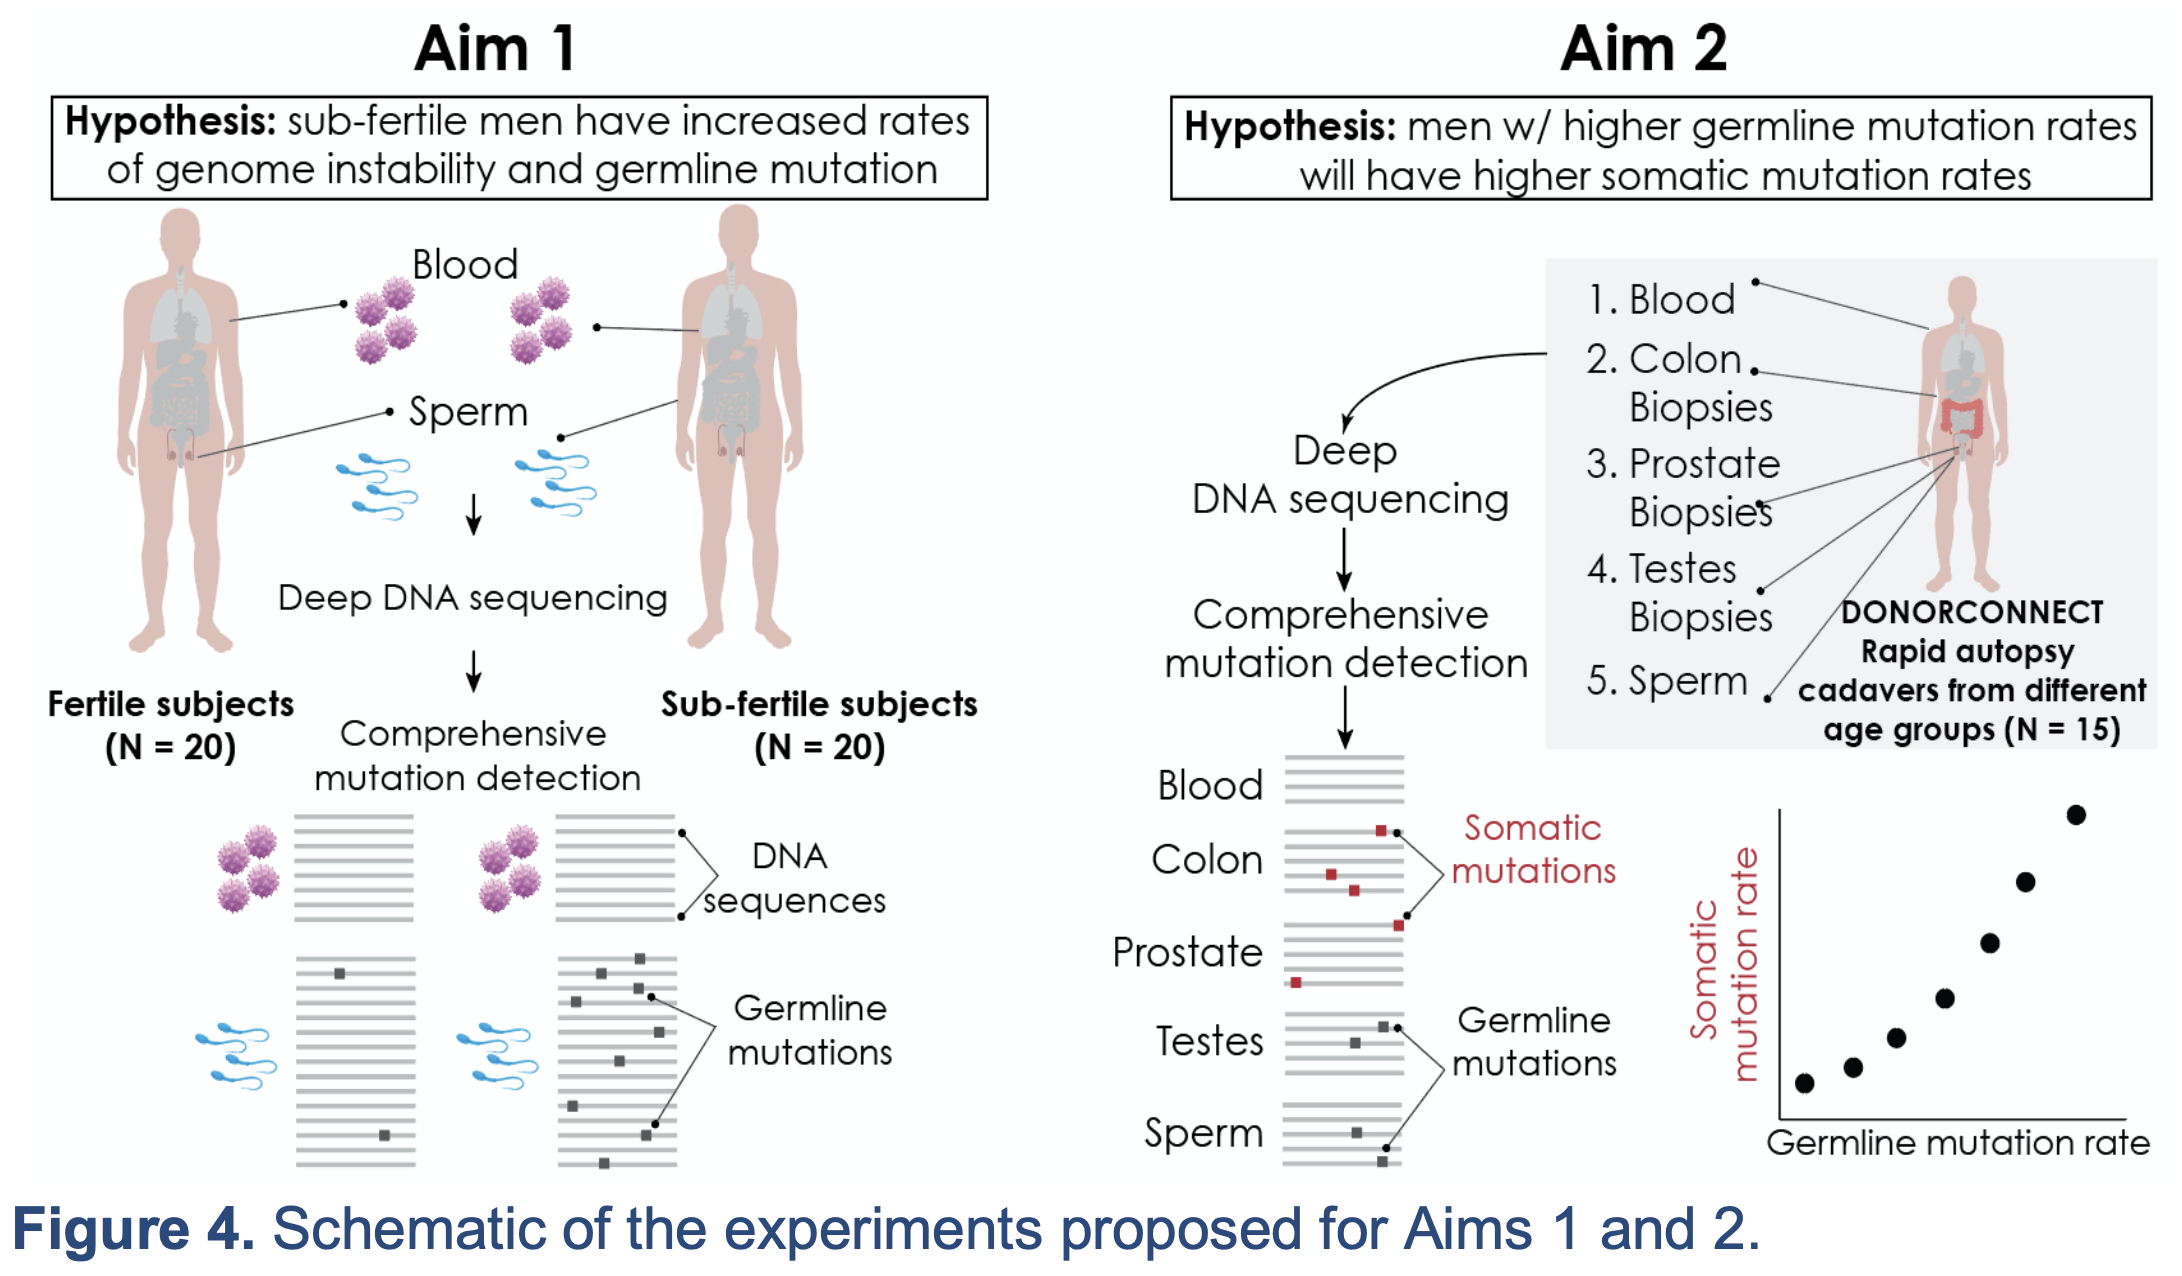 Aim 1
Hypothesis: sub-fertile men have increased rates
of genome instability and germline mutation
Blood
Sperm
Deep DNA sequencing
Fertile subjects
(N = 20)
Sub-fertile subjects
(N = 20)
Comprehensive
mutation detection
DNA
sequences
Germline
mutations
Aim 2
Hypothesis: men w/ higher germline mutation rates
will have higher somatic mutation rates
1. Blood
2. Colon
Biopsies
3. Prostate
Biopsies
4. Testes
Biopsies
5. Sperm
DONORCONNECT
Rapid autopsy
cadavers from different
age groups (N = 15)
Deep
DNA sequencing
Comprehensive
mutation detection
Blood
Colon
Prostate
Testes
Sperm
Somatic
mutations
Germline
mutations
Somatic
mutation rate
Germline mutation rate
Figure 4. Schematic of the experiments proposed for Aims 1 and 2.